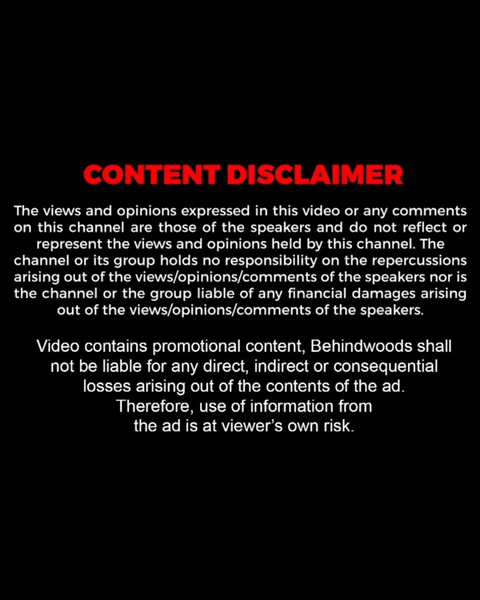 CONTENT DISCLAIMER
The views and opinions expressed in this video or any comments
on this channel are those of the speakers and do not reflect or
represent the views and opinions held by this channel. The
channel or its group holds no responsibility on the repercussions
arising out of the views/opinions/comments of the speakers nor is
the channel or the group liable of any financial damages arising
out of the views/opinions/comments of the speakers.
Video contains promotional content, Behindwoods shall
not be liable for any direct, indirect or consequential
losses arising out of the contents of the ad.
Therefore, use of information from
the ad is at viewer's own risk.